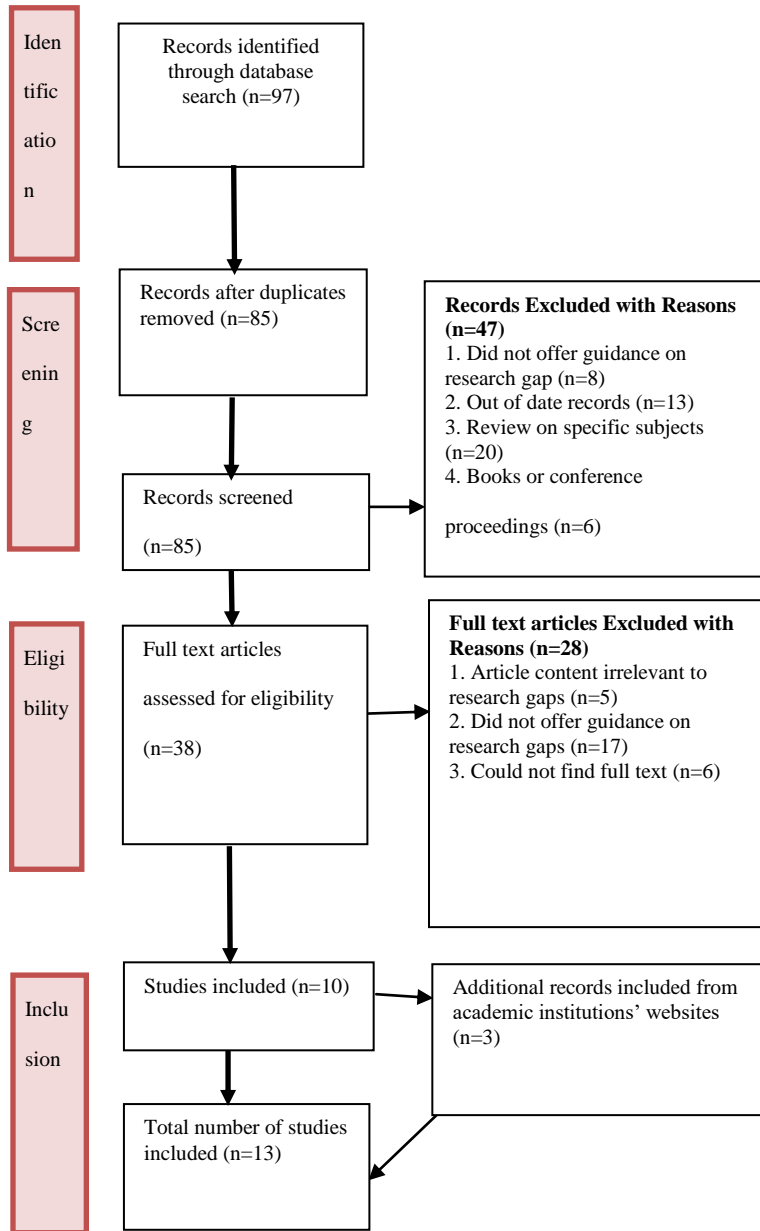 Iden
tific
atio
n
Records identified
through database
search (n=97)
Records after duplicates
removed (n=85)
Scre
enin
g
Records screened
(n=85)
Records Excluded with Reasons
(n=47)
1. Did not offer guidance on
research gap (n=8)
2. Out of date records (n=13)
3. Review on specific subjects
(n=20)
4. Books or conference
proceedings (n=6)
Eligi
bility
Full text articles
assessed for eligibility
(n=38)
Full text articles Excluded with
Reasons (n=28)
1. Article content irrelevant to
research gaps (n=5)
2. Did not offer guidance on
research gaps (n=17)
3. Could not find full text (n=6)
Inclu
sion
Studies included (n=10)
Additional records included from
academic institutions’ websites
(n=3)
Total number of studies
included (n=13)